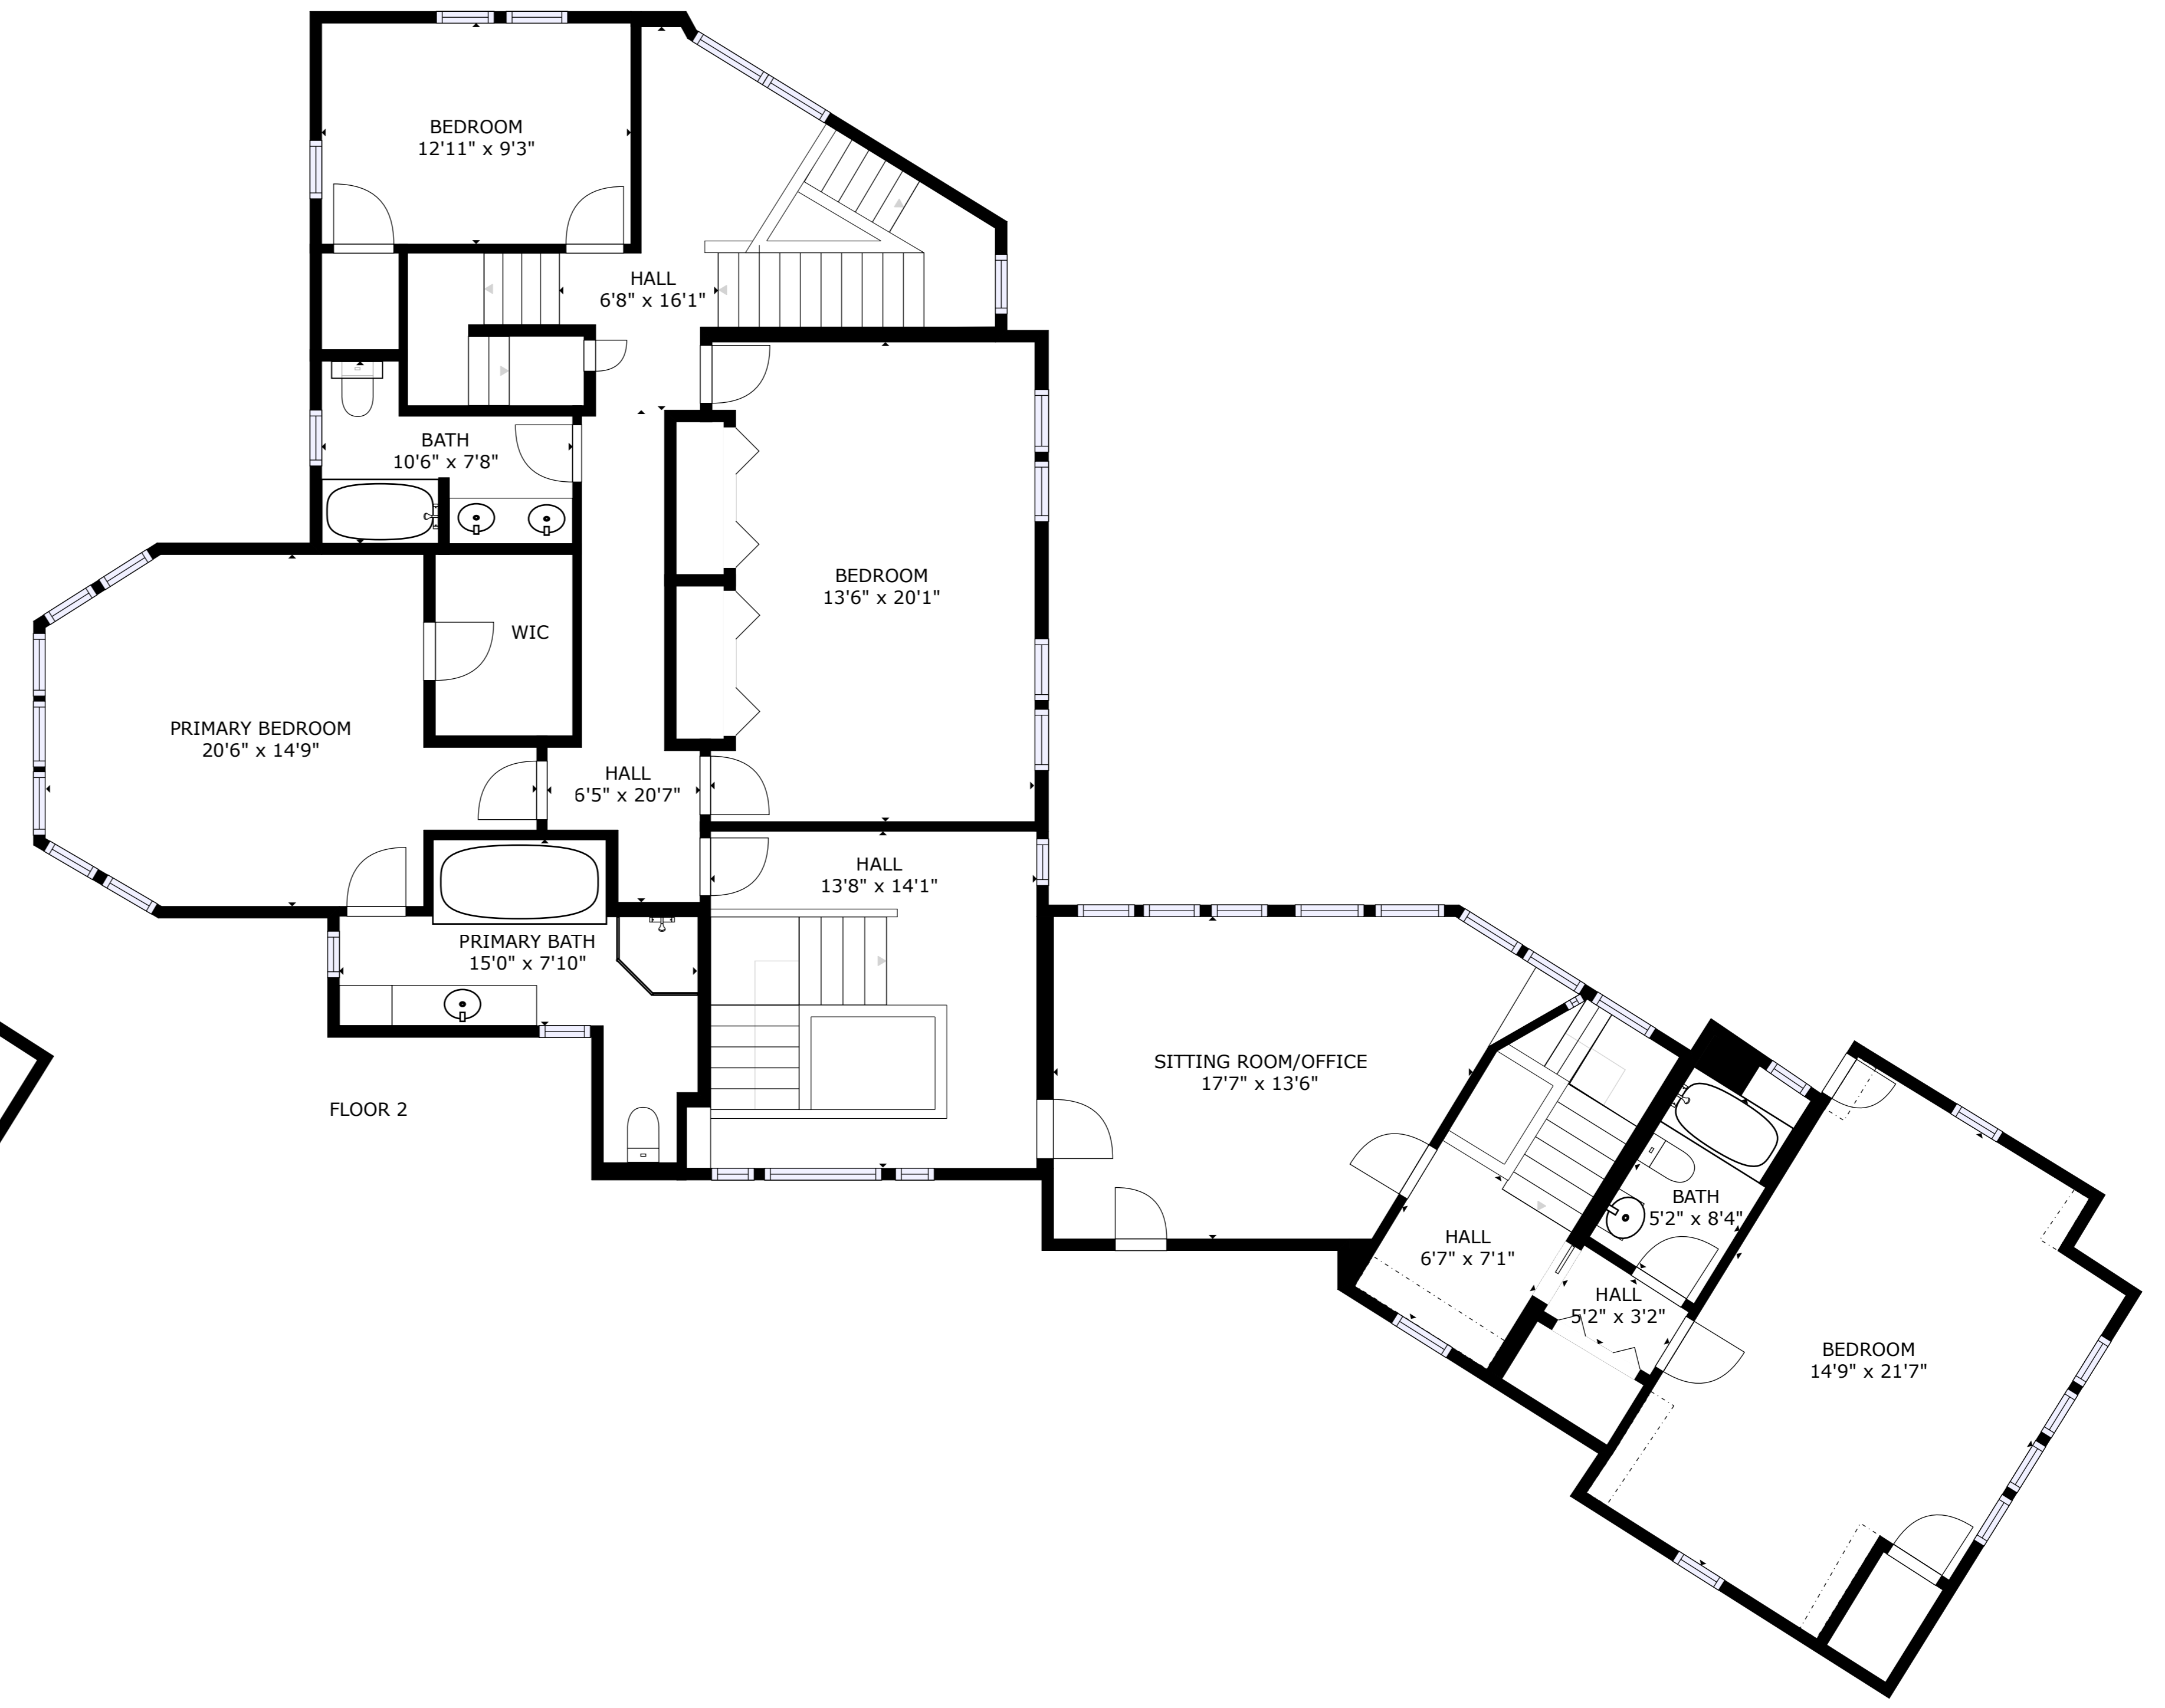 BEDROOM
12'11" x 9'3"
HALL
6'8" x 16'1"
BATH
10'6" x 7'8"
BEDROOM
13'6" x 20'1"
WIC
PRIMARY BEDROOM
20'6" x 14'9"
HALL
6'5" x 20'7"
HALL
13'8" x 14'1"
PRIMARY BATH
15'0" x 7'10"
SITTING ROOM/OFFICE
17'7" x 13'6"
FLOOR 2
BATH
5'2" x 8'4"
HALL
6'7" x 7'1"
HALL
5'2" x 3'2"
BEDROOM
14'9" x 21'7"